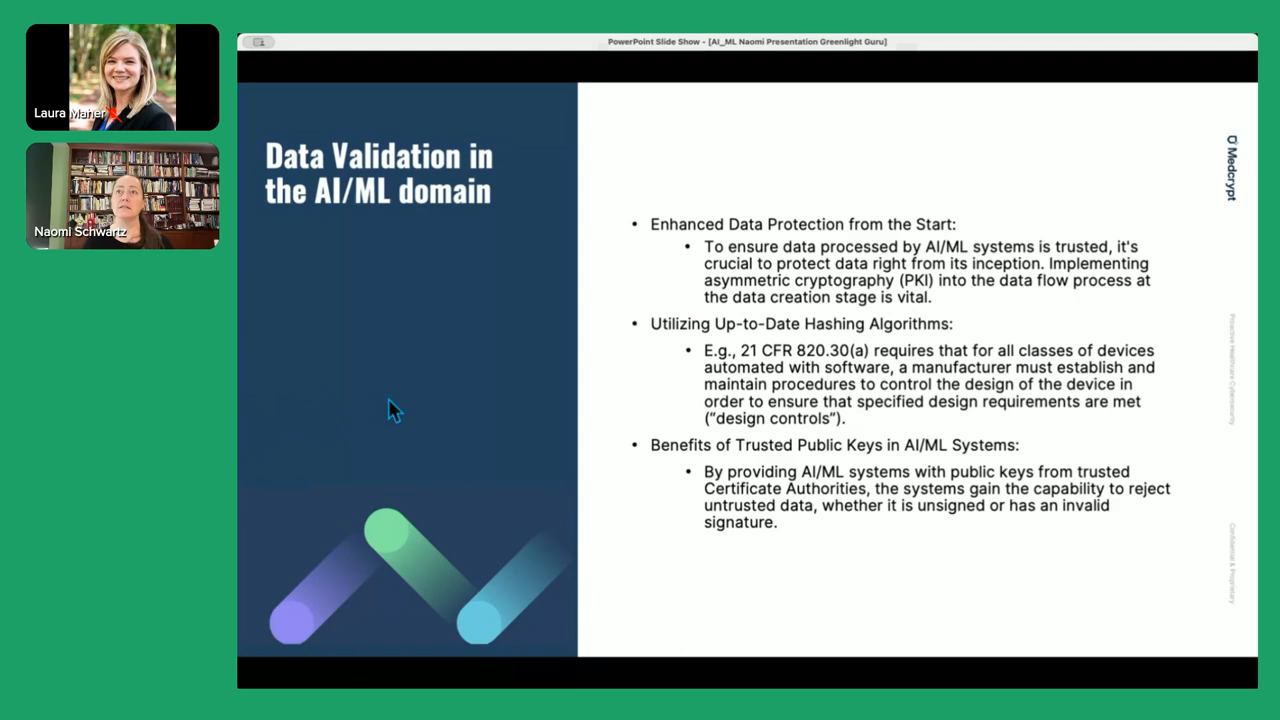 PowerPoint Slide Show - [AI_ML Naomi Presentation Greenlight Guru]
Laura Maher
Naomi Schwartz
Data Validation in
the AI/ML domain
• Enhanced Data Protection from the Start:
• To ensure data processed by AI/ML systems is trusted, it's
crucial to protect data right from its inception. Implementing
asymmetric cryptography (PKI) into the data flow process at
the data creation stage is vital.
• Utilizing Up-to-Date Hashing Algorithms:
• E.g., 21 CFR 820.30(a) requires that for all classes of devices
automated with software, a manufacturer must establish and
maintain procedures to control the design of the device in
order to ensure that specified design requirements are met
(“design controls”).
• Benefits of Trusted Public Keys in AI/ML Systems:
• By providing AI/ML systems with public keys from trusted
Certificate Authorities, the systems gain the capability to reject
untrusted data, whether it is unsigned or has an invalid
signature.
Medcrypt
Proactive Healthcare Cybersecurity
Confidential & Proprietary